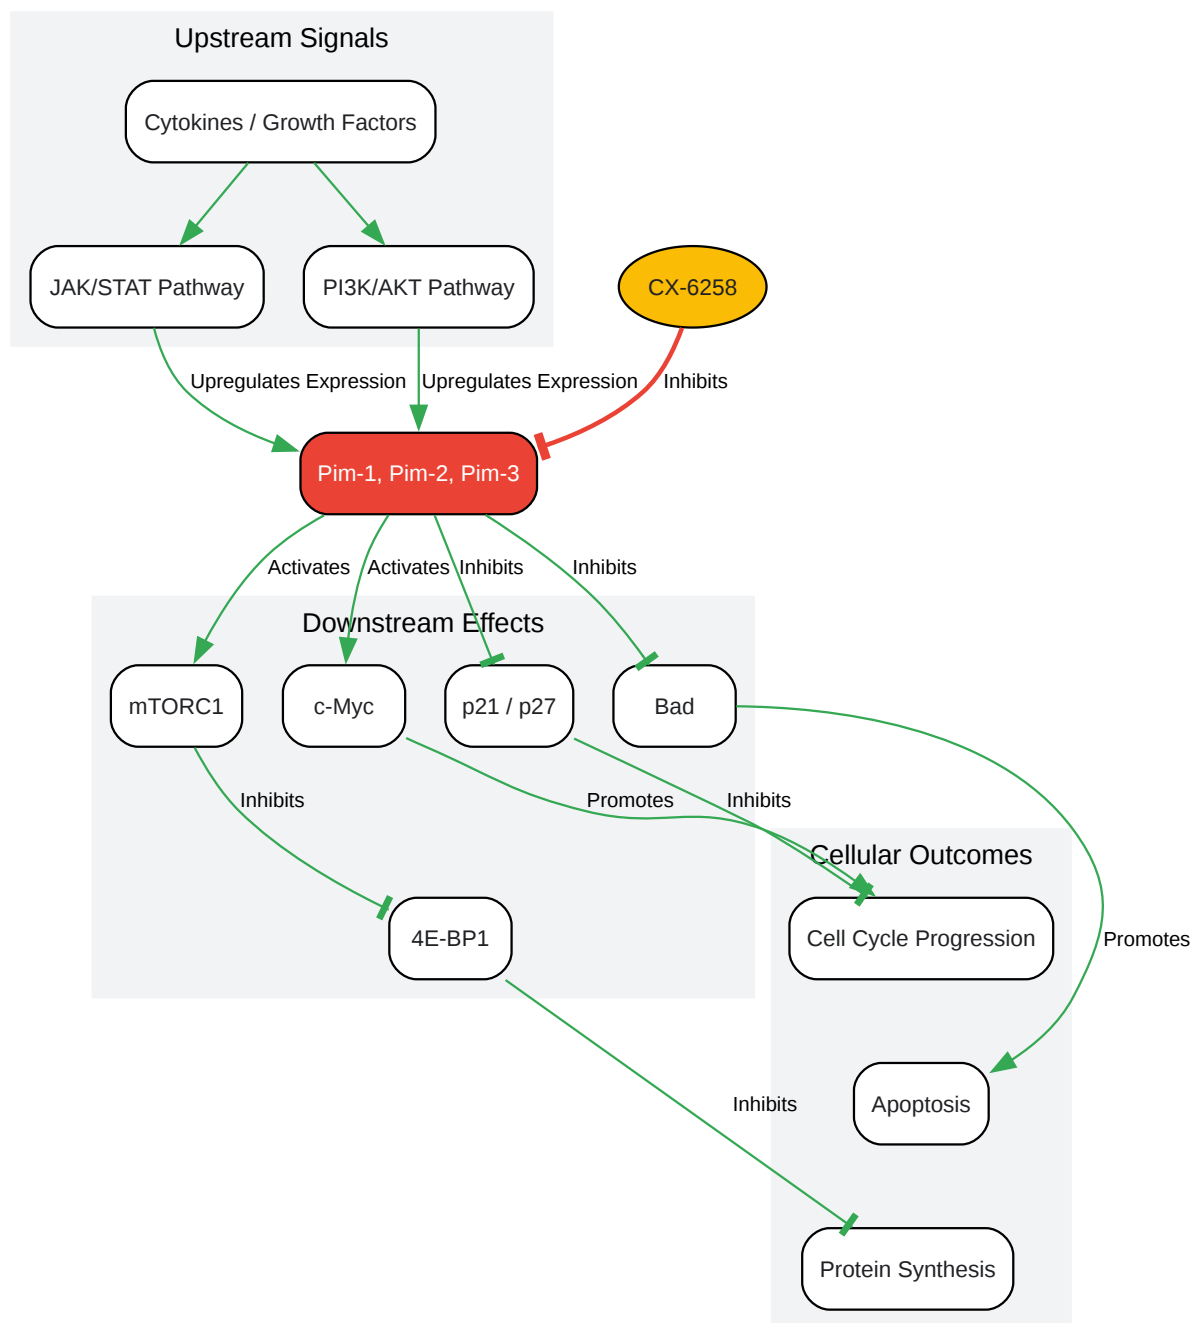 Upstream Signals
Cytokines / Growth Factors
JAK/STAT Pathway
PI3K/AKT Pathway
CX-6258
Upregulates Expression
Upregulates Expression
Inhibits
Pim-1, Pim-2, Pim-3
Activates
Activates
Inhibits
Inhibits
Downstream Effects
mTORC1
c-Myc
p21 / p27
Bad
Inhibits
Promotes
Inhibits
Cellular Outcomes
4E-BP1
Cell Cycle Progression
Promotes
Inhibits
Apoptosis
Protein Synthesis